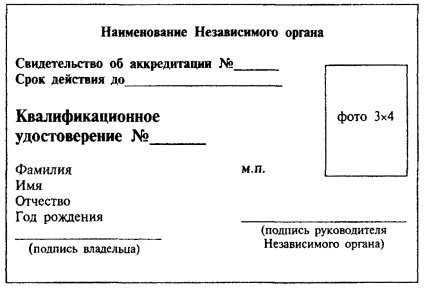 Наименование Независимого органа
Свидетельство об аккредитации №______
Срок действия до_________________
Квалификационное
удостоверение №______
фото 3×4
Фамилия
м.п.
Имя
Отчество
Год рождения
(подпись владельца)
(подпись руководителя
Независимого органа)